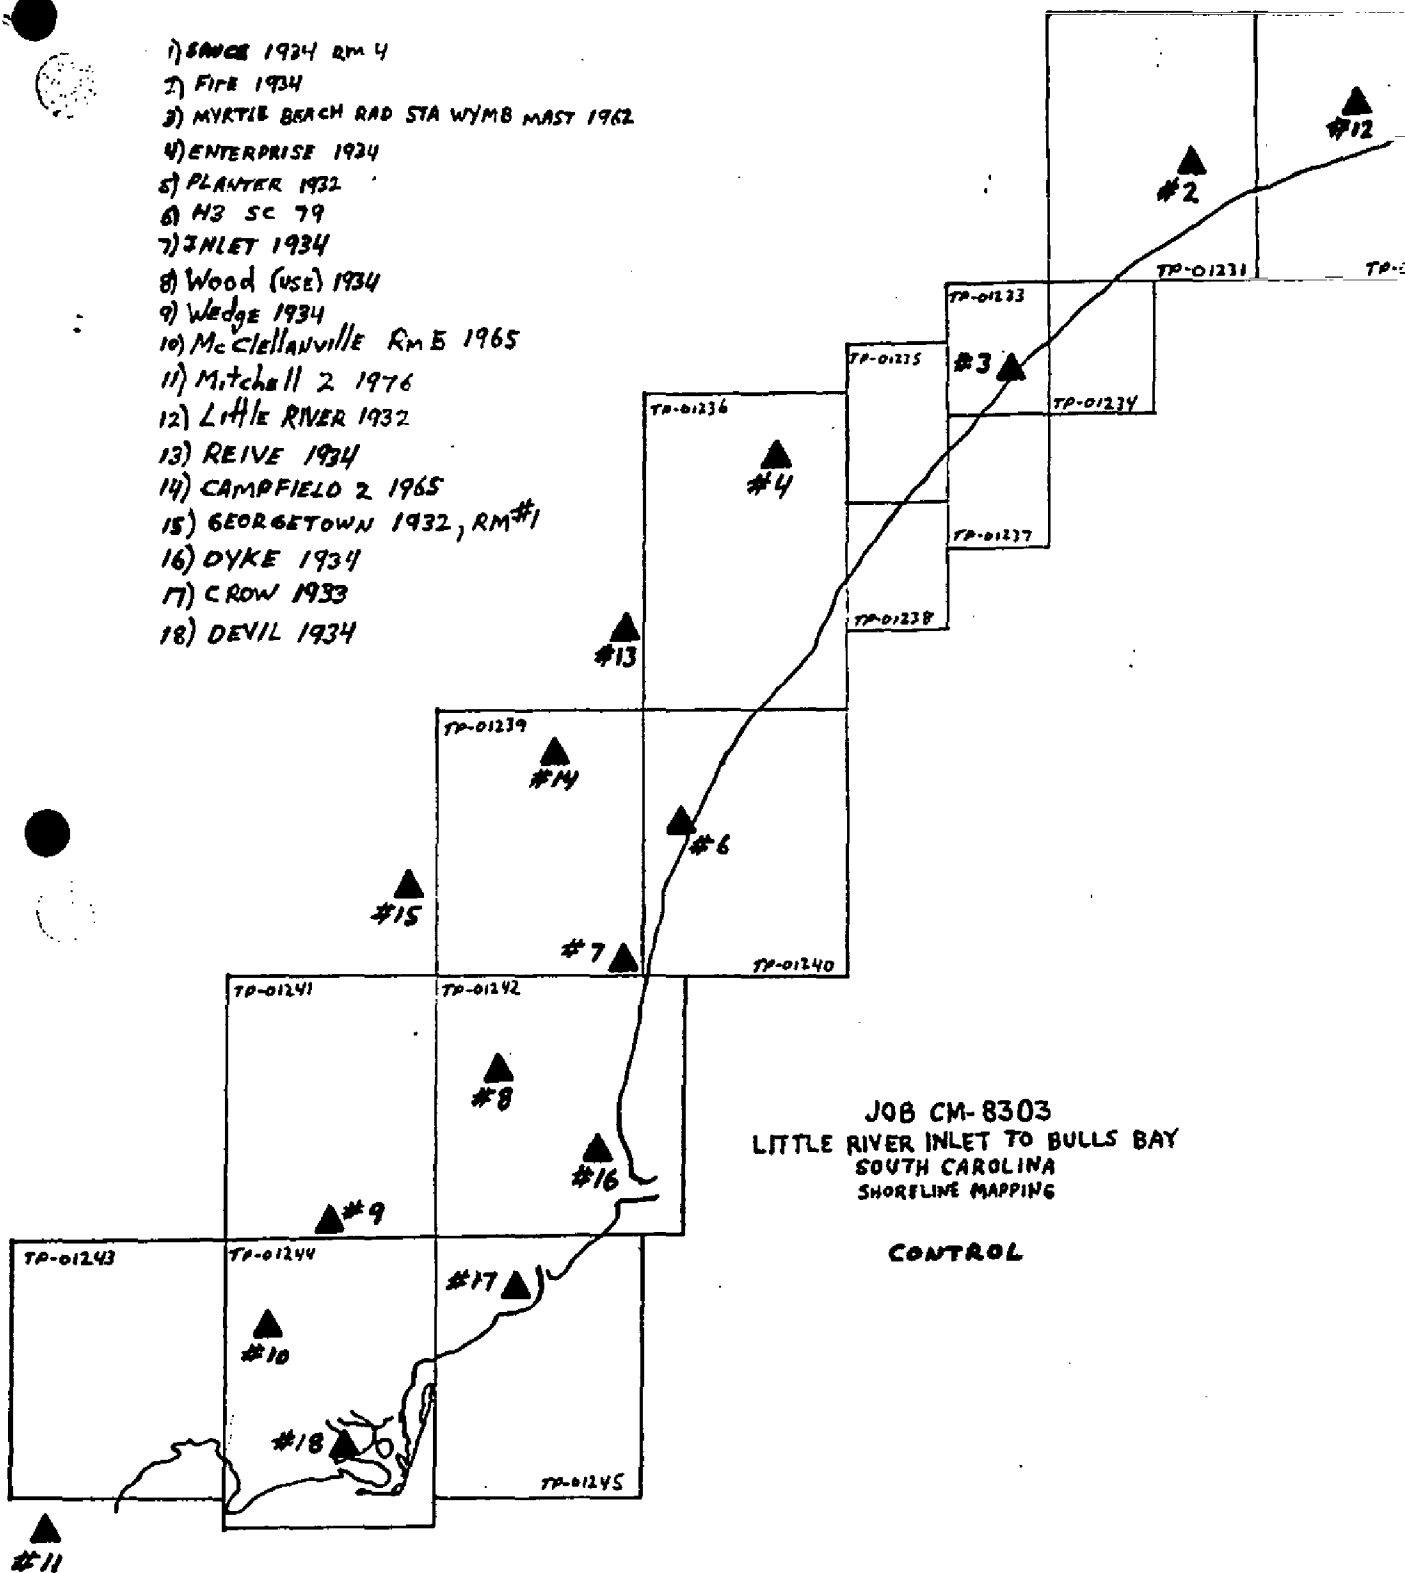 1) SAUCE 1934 RM 4
2) FIRE 1934
3) MYRTLE BEACH RAD STA WYMB MAST 1962
4) ENTERPRISE 1934
5) PLANTER 1932
6) H3 SC 79
7) INLET 1934
8) Wood (USE) 1934
9) Wedge 1934
10) McClellanville RM 5 1965
11) Mitchell 2 1976
12) Little RIVER 1932
13) REIVE 1934
14) CAMPFIELD 2 1965
15) GEORGETOWN 1932, RM#1
16) DYKE 1934
17) CROW 1933
18) DEVIL 1934
#12
#2
TP-01231
TP-
TP-01233
TP-01235
#3
TP-01236
TP-01234
#4
TP-01237
TP-01238
#13
TP-01239
#14
#6
#15
#7
TP-01240
TP-01241
TP-01242
#8
#16
#9
TP-01243
TP-01244
#17
#10
#18
TP-01245
#11
JOB CM-8303
LITTLE RIVER INLET TO BULLS BAY
SOUTH CAROLINA
SHORELINE MAPPING
CONTROL